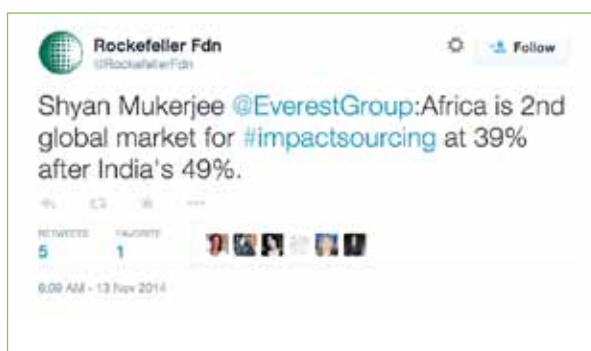 Rockefeller Fdn
@RockefellerFdn
Follow
Shyan Mukerjee @EverestGroup:Africa is 2nd
global market for #impactsourcing at 39%
after India's 49%.
RETWEETS FAVORITE
5 1
6:09 AM - 13 Nov 2014